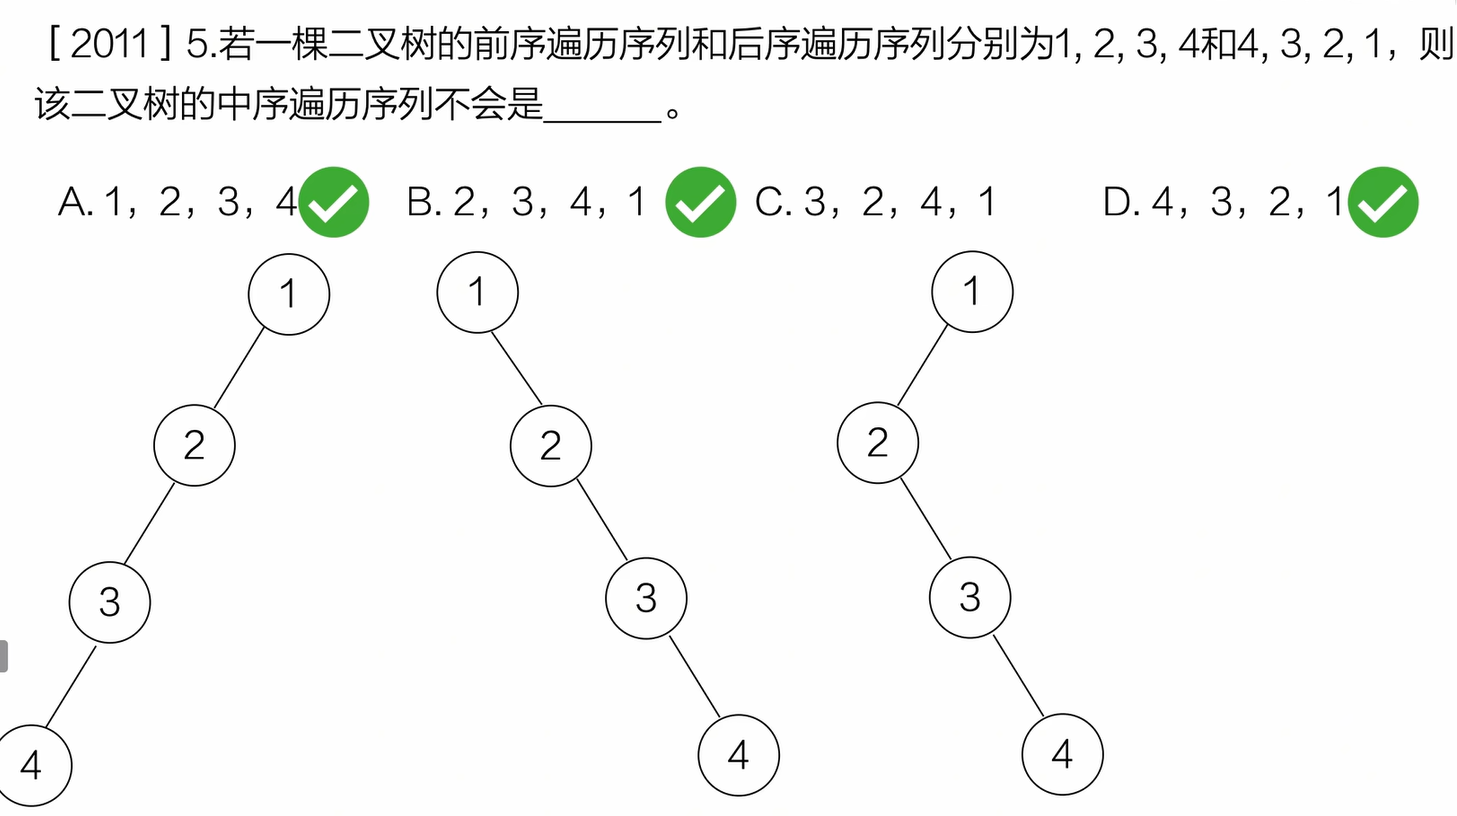 [ 2011 ] 5.若一棵二叉树的前序遍历序列和后序遍历序列分别为1, 2, 3, 4和4, 3, 2, 1，则
该二叉树的中序遍历序列不会是______。
A. 1，2，3，4 B. 2，3，4，1 C. 3，2，4，1 D. 4，3，2，1
1 1 1
2 2 2
3 3 3
4 4 4